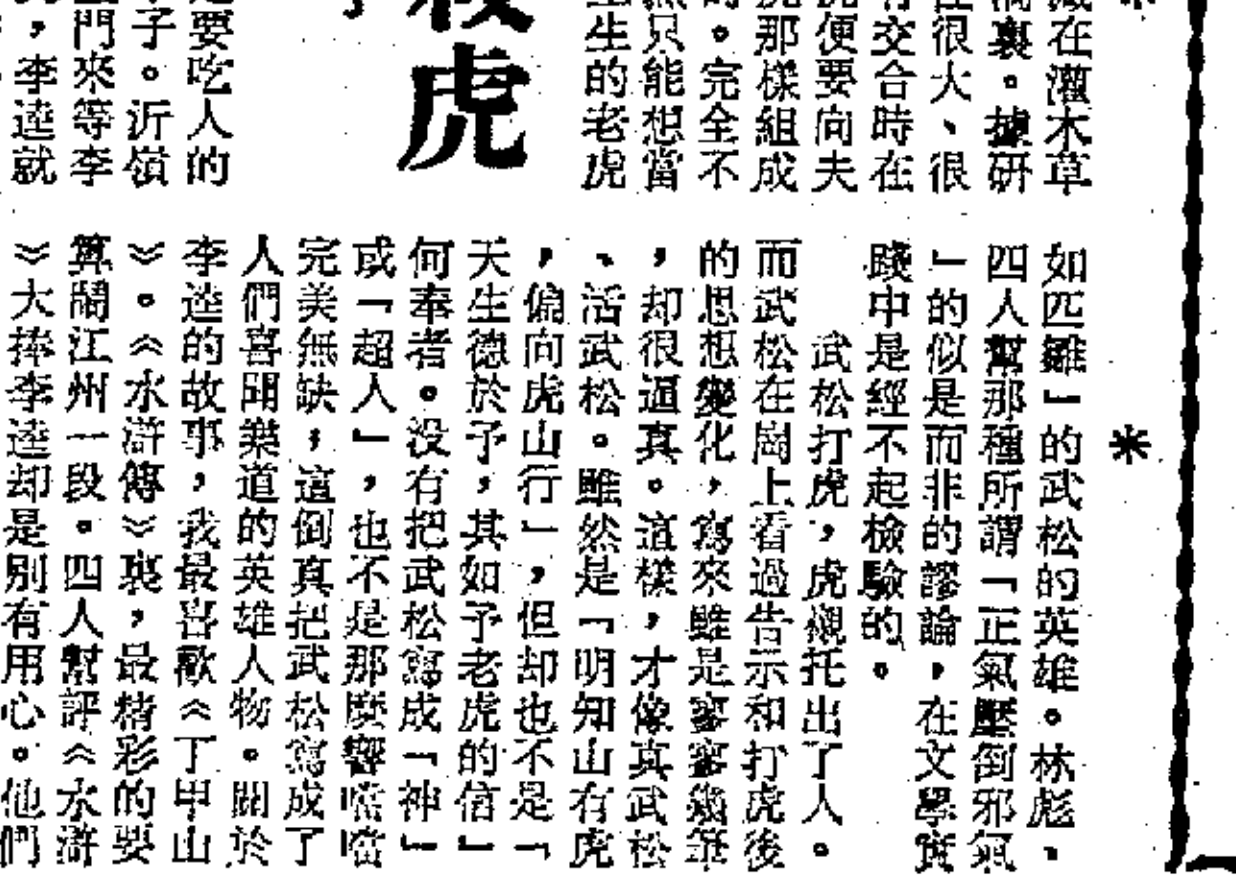 藏在灌木草
裏。據研
很大、很
交合時在
便要向夫
虎那樣組成
。完全不
只能想當
生的老虎
虎
要吃人的
子。沂嶺
門來等李
，李逵就
如匹雛」的武松的英雄。林彪、
四人幫那種所謂「正氣壓倒邪氣
」的似是而非的謬論，在文學實
踐中是經不起檢驗的。
武松打虎，虎襯托出了人。
而武松在崗上看過告示和打虎後
的思想變化，寫來雖是寥寥幾筆
，却很逼真。這樣，才像真武松
、活武松。雖然是「明知山有虎
，偏向虎山行」，但却也不是「
天生德於予，其如予老虎的信」
何奉者。没有把武松寫成「神」
或「超人」，也不是那麽響噹噹
完美無缺，這倒真把武松寫成了
人們喜聞樂道的英雄人物。關於
李逵的故事，我最喜歡《丁甲山
》。《水滸傳》裏，最精彩的要
算鬧江州一段。四人幫評《水滸
》大捧李逵却是别有用心。他們